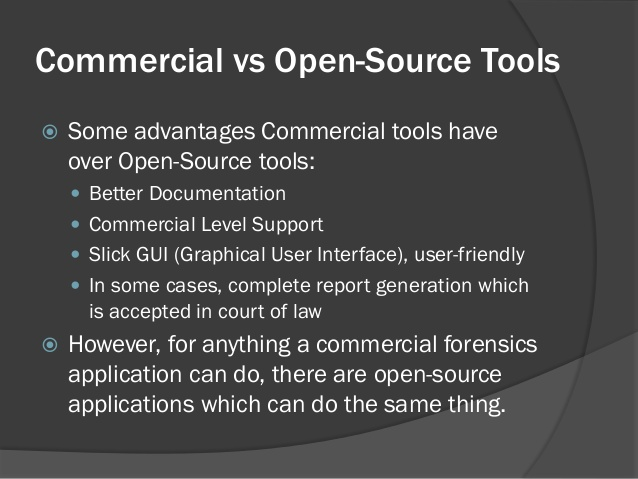 Commercial vs Open-Source Tools
Some advantages Commercial tools have
over Open-Source tools:
Better Documentation
Commercial Level Support
Slick GUI (Graphical User Interface), user-friendly
In some cases, complete report generation which
is accepted in court of law
However, for anything a commercial forensics
application can do, there are open-source
applications which can do the same thing.